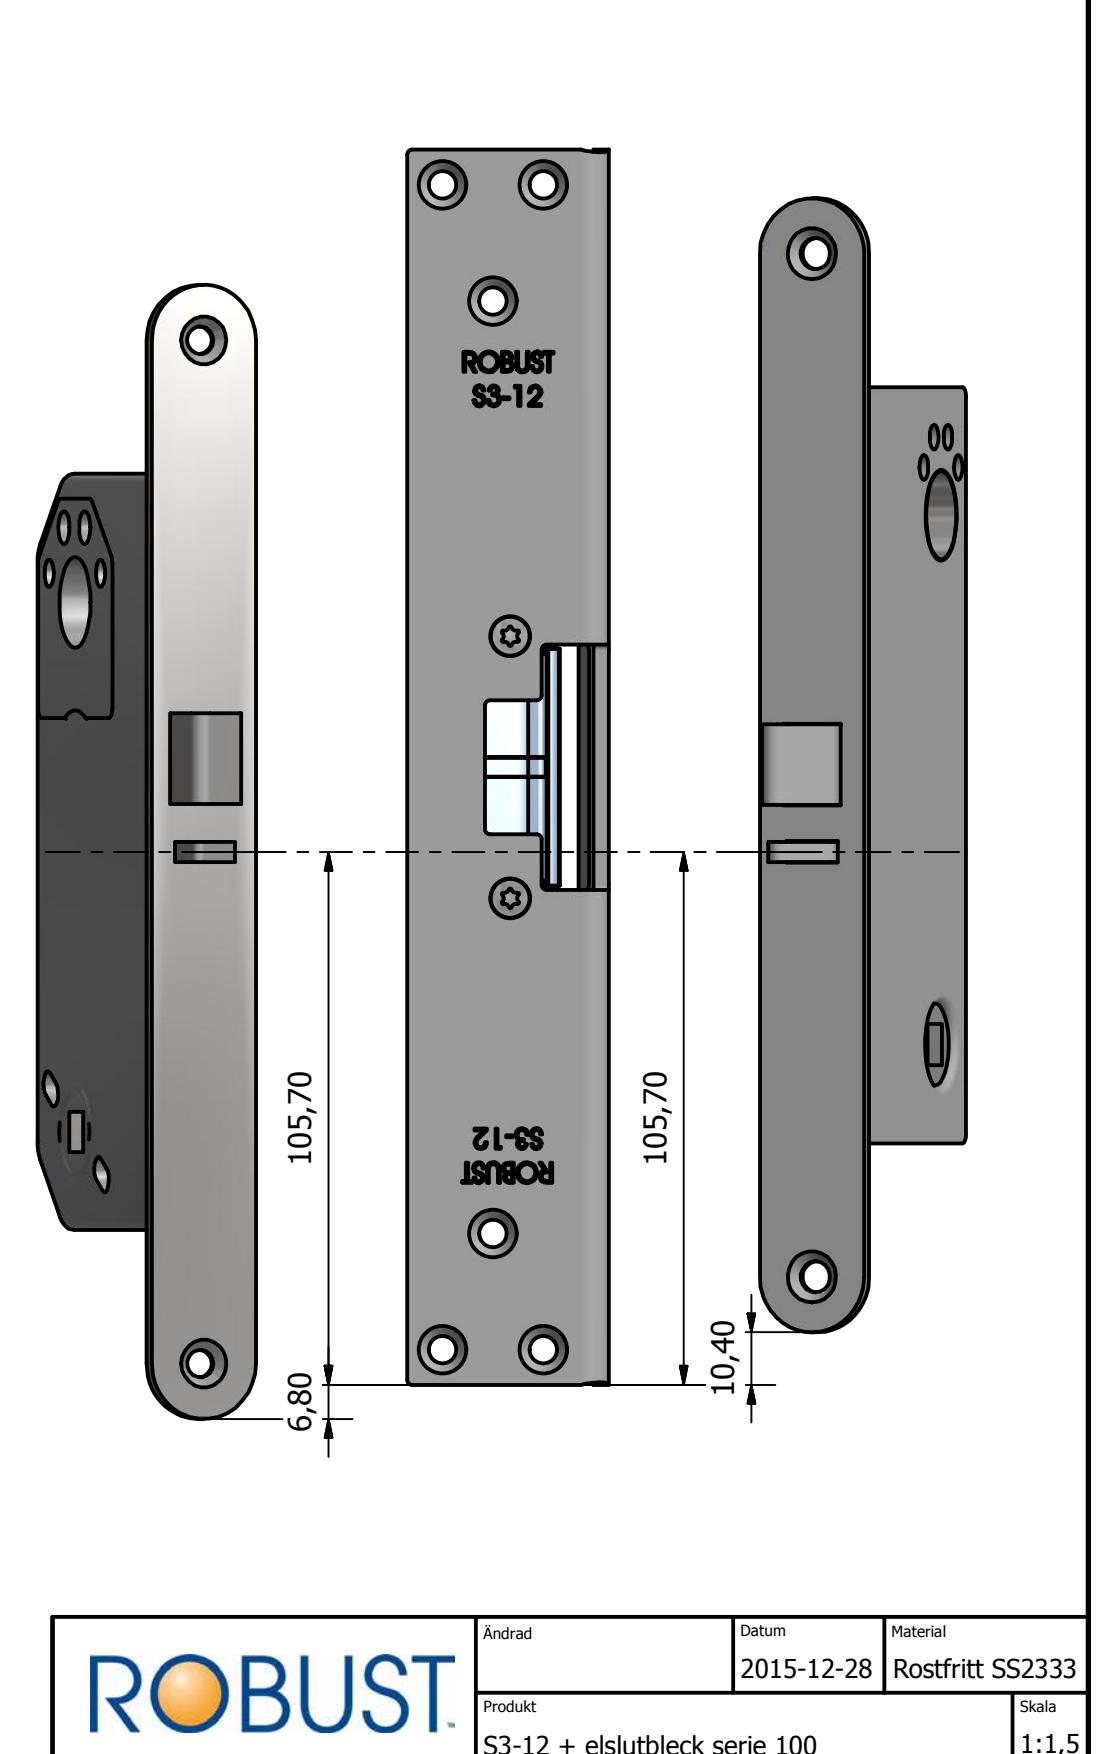 ROBUST
S3-12
105,70
105,70
S3-12
ROBUST
10,40
6,80
ROBUST
Ändrad
Datum
2015-12-28
Material
Rostfritt SS2333
Produkt
S3-12 + elslutbleck serie 100
Skala
1:1,5